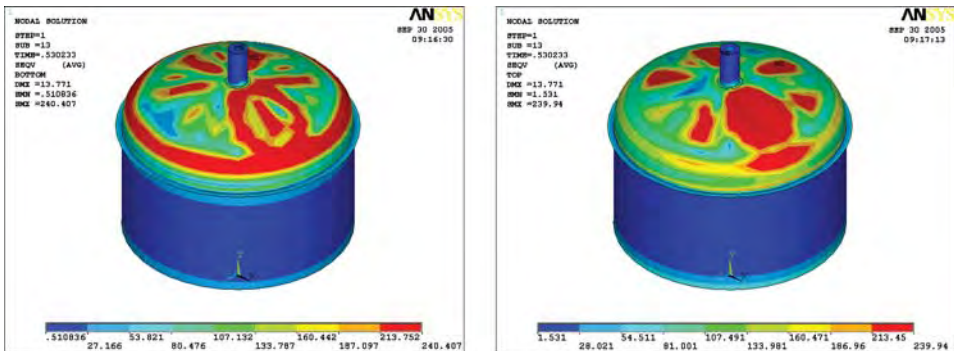 1
NODAL SOLUTION
STEP=1
SUB =13
TIME=.530233
SEQV (AVG)
BOTTOM
DMX =13.771
SMN =.510836
SMX =240.407
ANSYS
SEP 30 2005
09:16:30
.510836 53.821 107.132 160.442 213.752
27.166 80.476 133.787 187.097 240.407
1
NODAL SOLUTION
STEP=1
SUB =13
TIME=.530233
SEQV (AVG)
TOP
DMX =13.771
SMN =1.531
SMX =239.94
ANSYS
SEP 30 2005
09:17:13
1.531 54.511 107.491 160.471 213.45
28.021 81.001 133.981 186.96 239.94